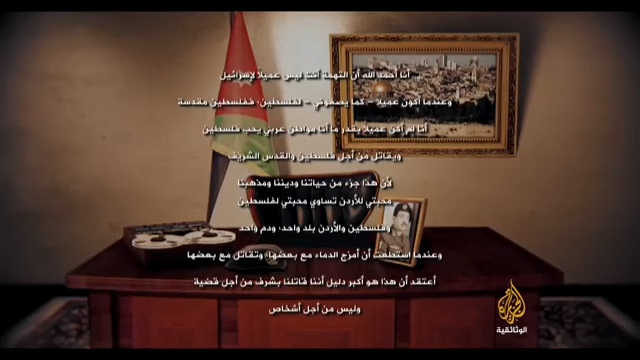 أنا أحمد الله أن التهمة أتت ليس عميلاً لإسرائيل
وعندما أكون عميلاً – كما يصفوني – لفلسطين، ففلسطين مقدسة
أنا لم أكن عميلاً بقدر ما أنا مواطن عربي يحب فلسطين
ويقاتل من أجل فلسطين والقدس الشريف
لأن هذا جزء من حياتنا وديننا ومذهبنا
محبتي للأردن تساوي محبتي لفلسطين
وفلسطين والأردن بلد واحد، ودم واحد
وعندما استطعت أن أمزج الدماء مع بعضها، ونقاتل مع بعضها
أعتقد أن هذا هو أكبر دليل أننا قاتلنا بشرف من أجل قضية
وليس من أجل أشخاص
الجزيرة
الوثائقية